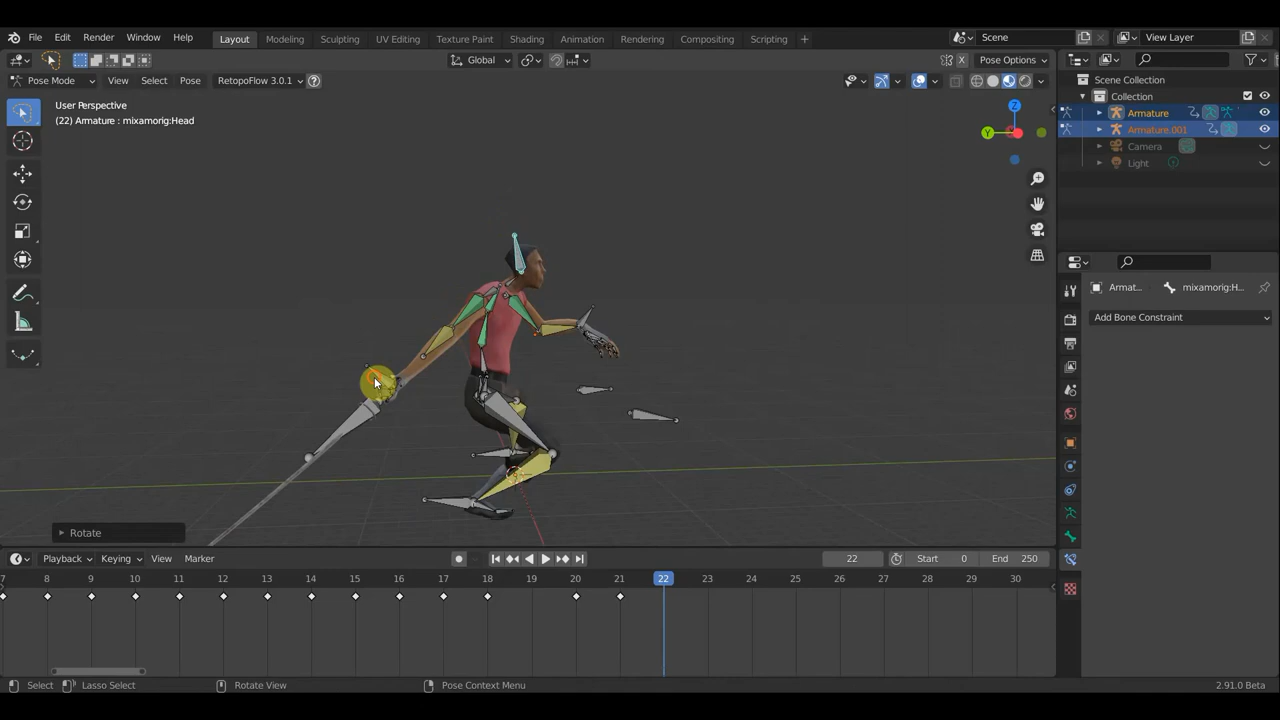 File Edit Render Window Help Layout Modeling Sculpting UV Editing Texture Paint Shading Animation Rendering Compositing Scripting + Scene View Layer
Global X Pose Options
Pose Mode View Select Pose RetopoFlow 3.0.1 ?
Scene Collection
User Perspective
Collection
(22) Armature : mixamorig:Head
Armature
Z
Armature.001
Y
Camera
Light
Armat... mixamorig:H...
Add Bone Constraint
Rotate
Playback Keying View Marker 22 Start 0 End 250
7 8 9 10 11 12 13 14 15 16 17 18 19 20 21 22 23 24 25 26 27 28 29 30
Select Lasso Select Rotate View Pose Context Menu 2.91.0 Beta